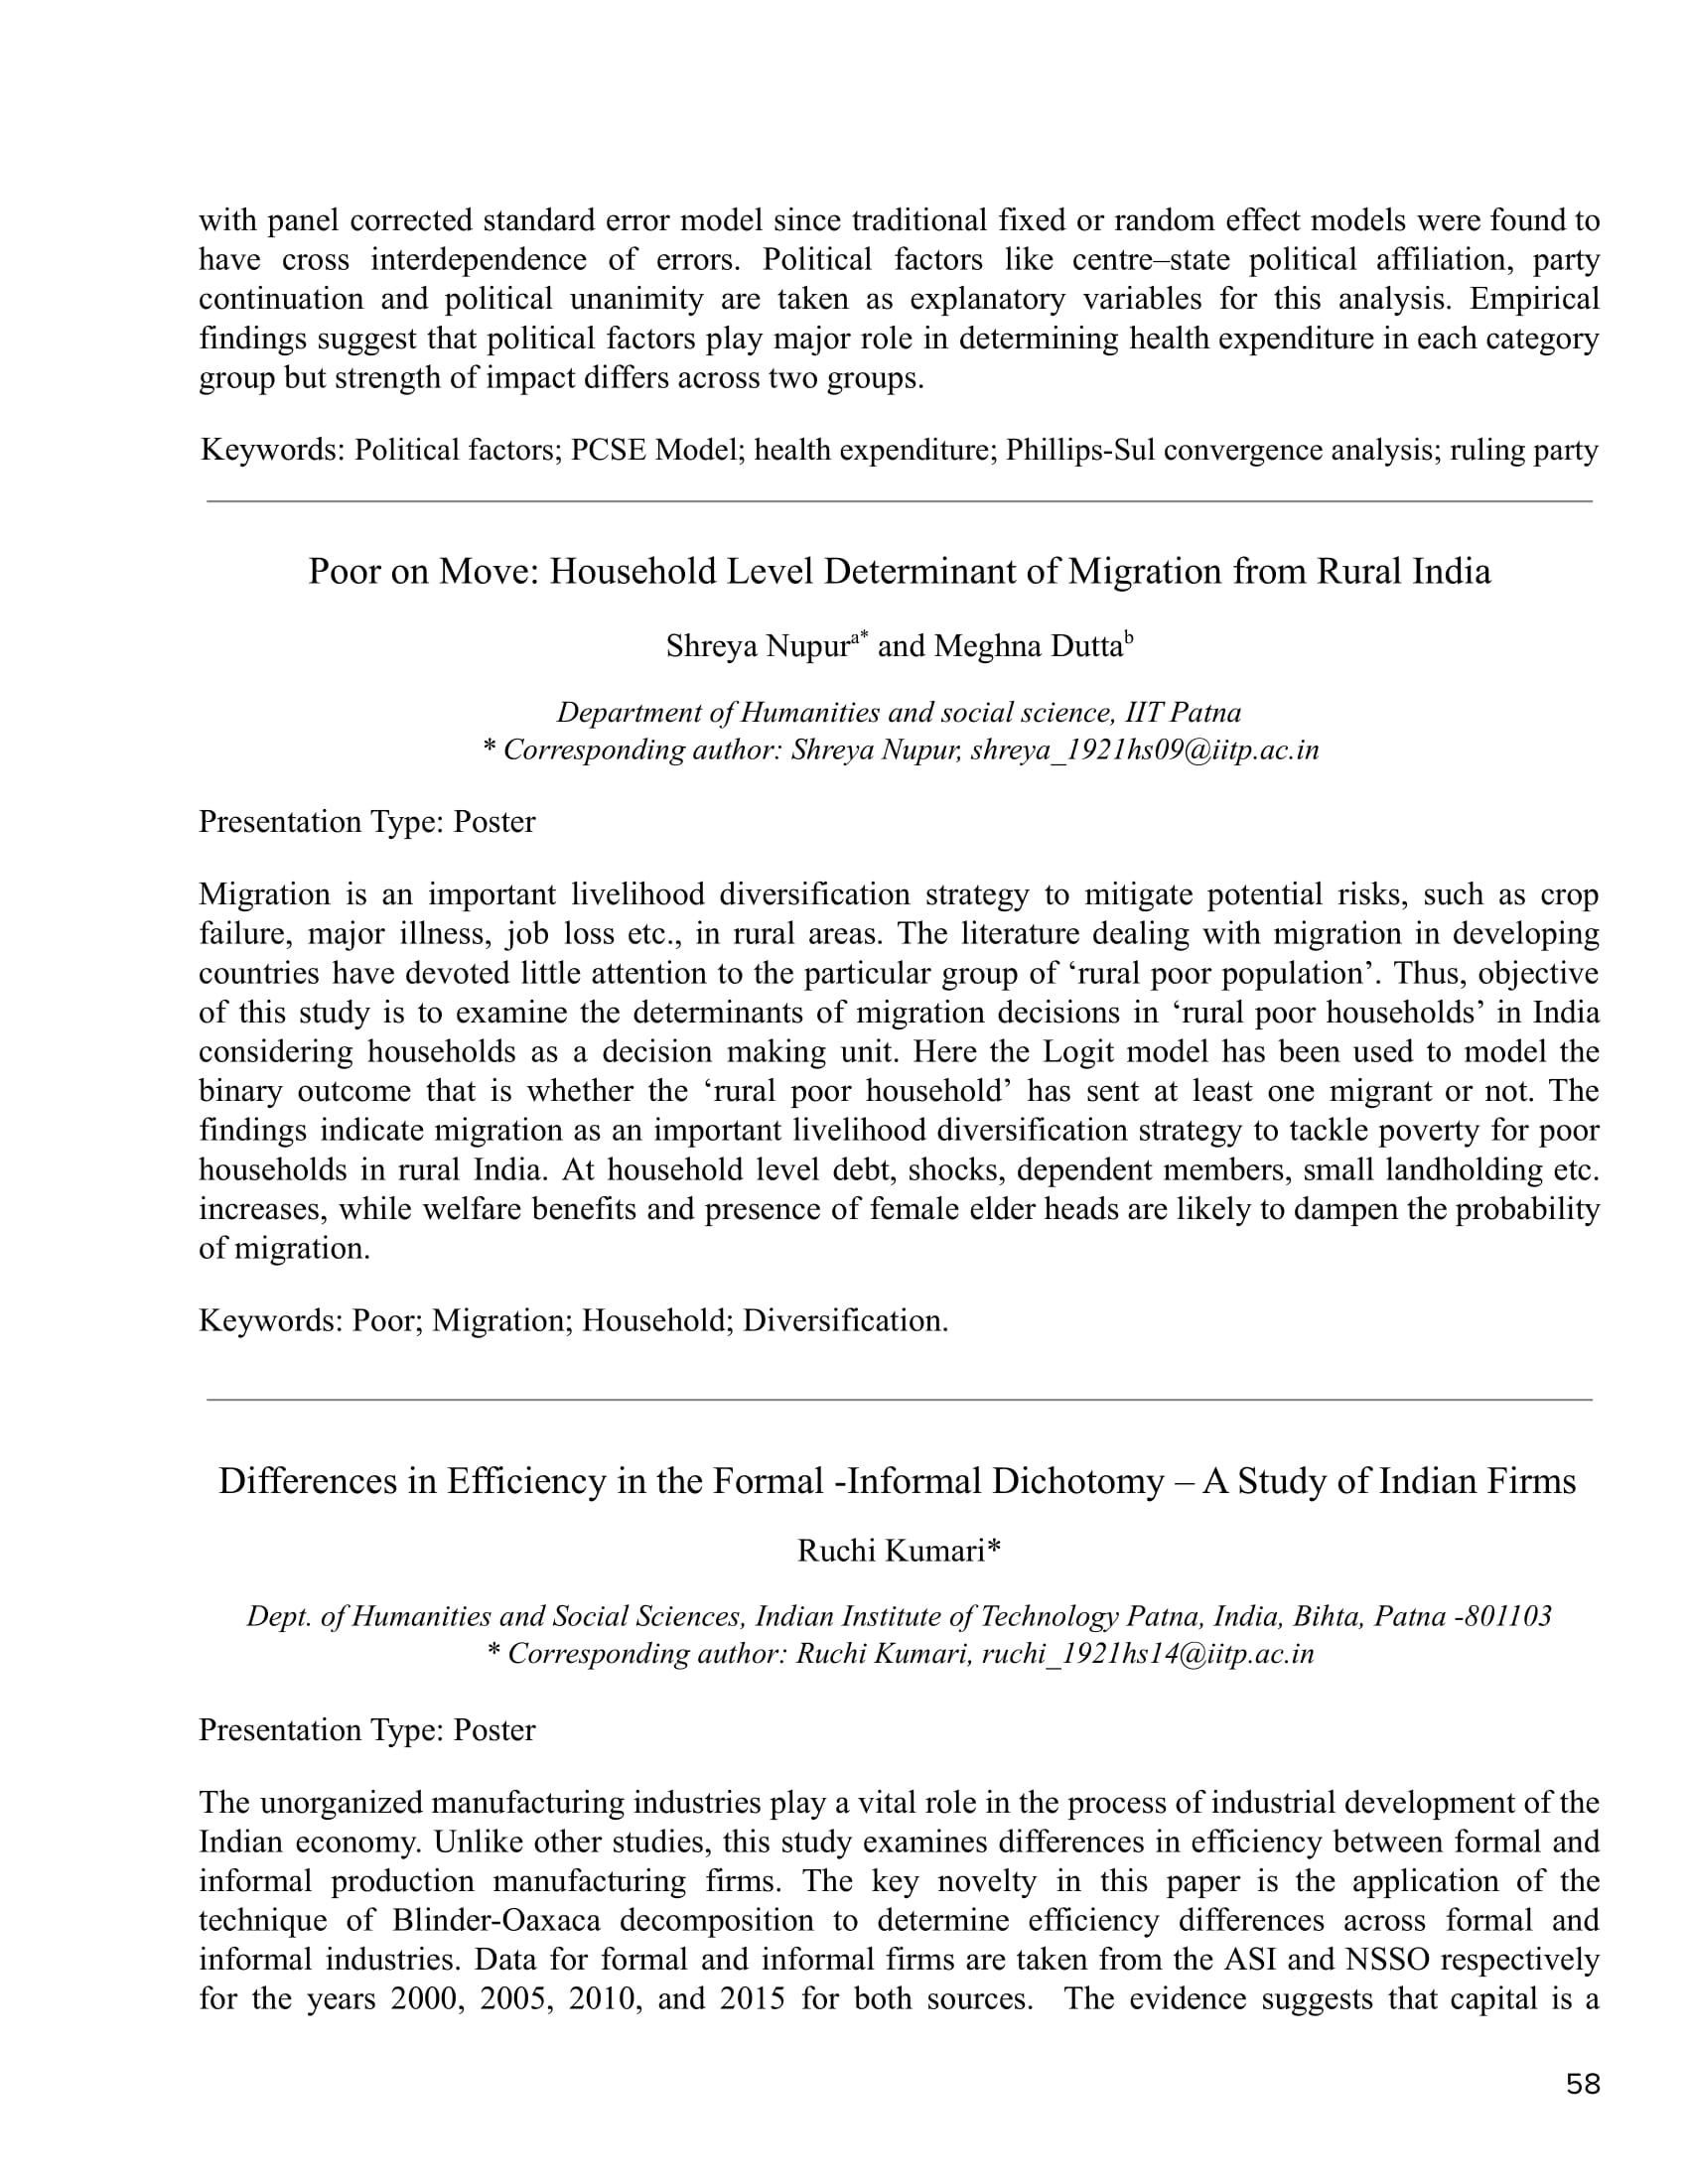 with panel corrected standard error model since traditional fixed or random effect models were found to
have cross interdependence of errors. Political factors like centre–state political affiliation, party
continuation and political unanimity are taken as explanatory variables for this analysis. Empirical
findings suggest that political factors play major role in determining health expenditure in each category
group but strength of impact differs across two groups.
Keywords: Political factors; PCSE Model; health expenditure; Phillips-Sul convergence analysis; ruling party
Poor on Move: Household Level Determinant of Migration from Rural India
Shreya Nupurᵃ* and Meghna Duttaᵇ
Department of Humanities and social science, IIT Patna
* Corresponding author: Shreya Nupur, shreya_1921hs09@iitp.ac.in
Presentation Type: Poster
Migration is an important livelihood diversification strategy to mitigate potential risks, such as crop
failure, major illness, job loss etc., in rural areas. The literature dealing with migration in developing
countries have devoted little attention to the particular group of ‘rural poor population’. Thus, objective
of this study is to examine the determinants of migration decisions in ‘rural poor households’ in India
considering households as a decision making unit. Here the Logit model has been used to model the
binary outcome that is whether the ‘rural poor household’ has sent at least one migrant or not. The
findings indicate migration as an important livelihood diversification strategy to tackle poverty for poor
households in rural India. At household level debt, shocks, dependent members, small landholding etc.
increases, while welfare benefits and presence of female elder heads are likely to dampen the probability
of migration.
Keywords: Poor; Migration; Household; Diversification.
Differences in Efficiency in the Formal -Informal Dichotomy – A Study of Indian Firms
Ruchi Kumari*
Dept. of Humanities and Social Sciences, Indian Institute of Technology Patna, India, Bihta, Patna -801103
* Corresponding author: Ruchi Kumari, ruchi_1921hs14@iitp.ac.in
Presentation Type: Poster
The unorganized manufacturing industries play a vital role in the process of industrial development of the
Indian economy. Unlike other studies, this study examines differences in efficiency between formal and
informal production manufacturing firms. The key novelty in this paper is the application of the
technique of Blinder-Oaxaca decomposition to determine efficiency differences across formal and
informal industries. Data for formal and informal firms are taken from the ASI and NSSO respectively
for the years 2000, 2005, 2010, and 2015 for both sources. The evidence suggests that capital is a
58